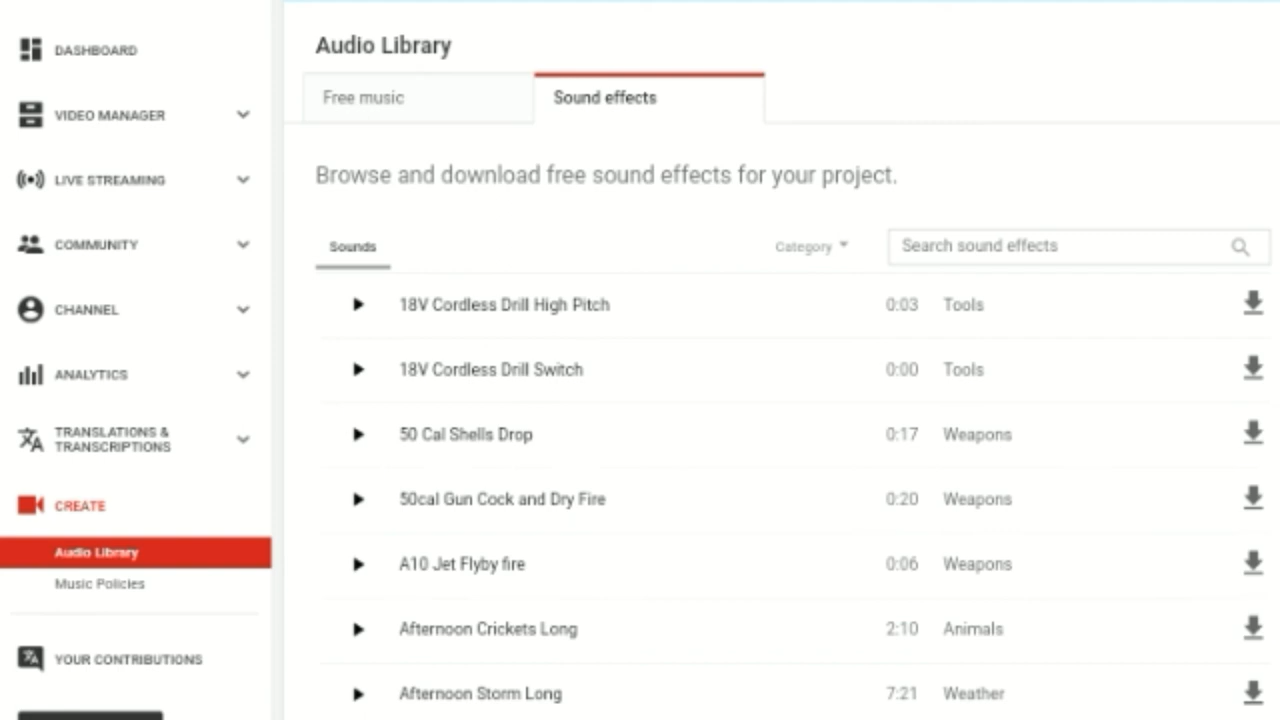 DASHBOARD
VIDEO MANAGER
LIVE STREAMING
COMMUNITY
CHANNEL
ANALYTICS
TRANSLATIONS &
TRANSCRIPTIONS
CREATE
Audio Library
Music Policies
YOUR CONTRIBUTIONS
Audio Library
Free music Sound effects
Browse and download free sound effects for your project.
Sounds Category Search sound effects
18V Cordless Drill High Pitch 0:03 Tools
18V Cordless Drill Switch 0:00 Tools
50 Cal Shells Drop 0:17 Weapons
50cal Gun Cock and Dry Fire 0:20 Weapons
A10 Jet Flyby fire 0:06 Weapons
Afternoon Crickets Long 2:10 Animals
Afternoon Storm Long 7:21 Weather